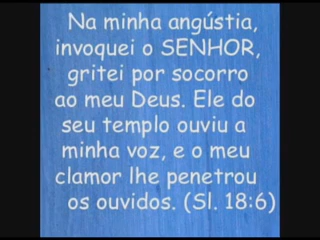 Na minha angústia,
invoquei o SENHOR,
gritei por socorro
ao meu Deus. Ele do
seu templo ouviu a
minha voz, e o meu
clamor lhe penetrou
os ouvidos. (Sl. 18:6)